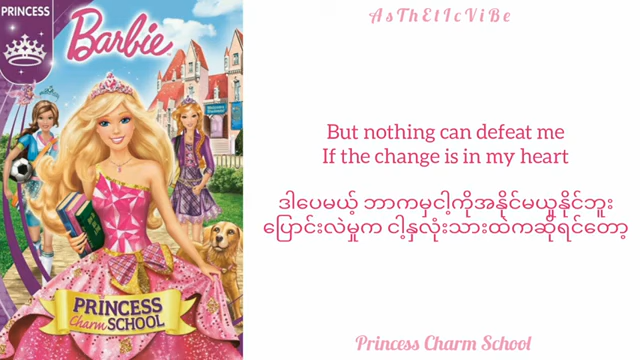 PRINCESS
Barbie
PRINCESS
Charm SCHOOL
AsThEtIcViBe
But nothing can defeat me
If the change is in my heart
ဒါပေမယ့် ဘာကမှငါ့ကိုအနိုင်မယူနိုင်ဘူး
ပြောင်းလဲမှုက ငါ့နှလုံးသားထဲကဆိုရင်တော့
Princess Charm School